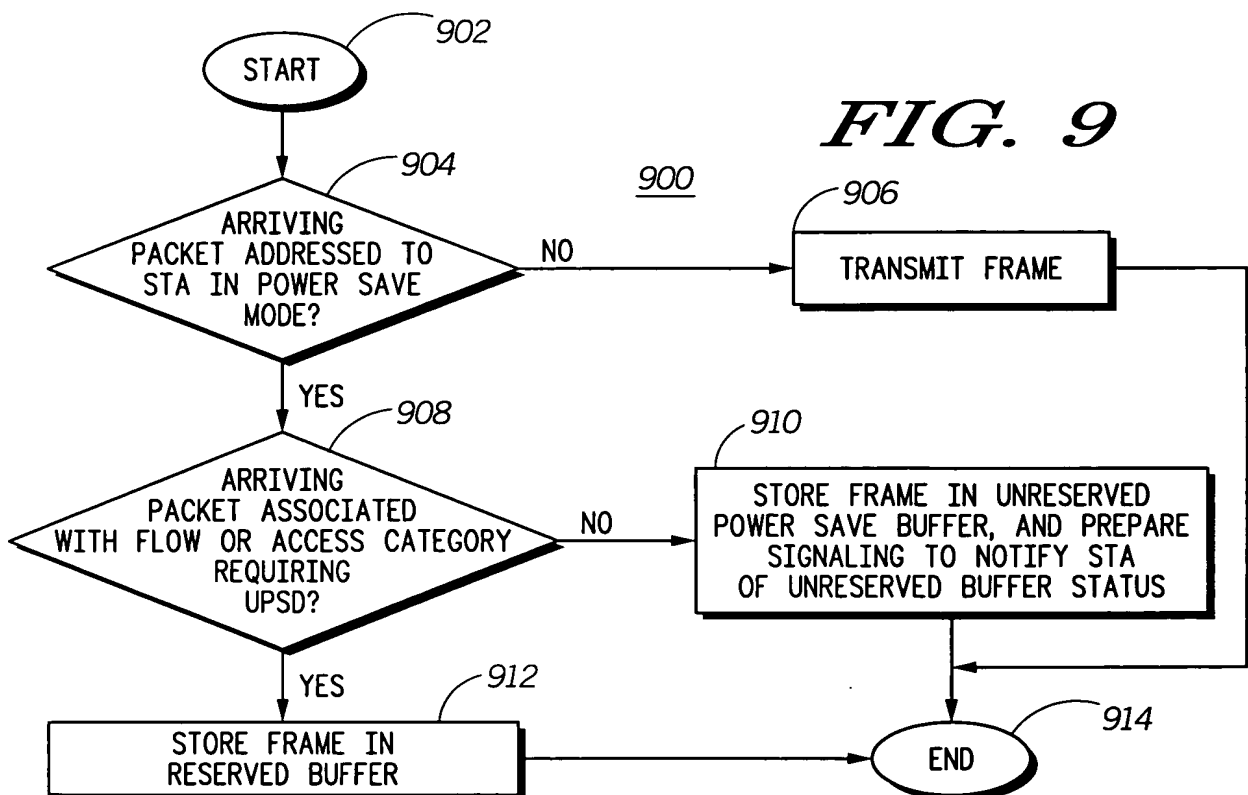 902
START
FIG. 9
904
900
906
ARRIVING
PACKET ADDRESSED TO
STA IN POWER SAVE
MODE?
NO
TRANSMIT FRAME
YES
908
910
ARRIVING
PACKET ASSOCIATED
WITH FLOW OR ACCESS CATEGORY
REQUIRING
UPSD?
NO
STORE FRAME IN UNRESERVED
POWER SAVE BUFFER, AND PREPARE
SIGNALING TO NOTIFY STA
OF UNRESERVED BUFFER STATUS
YES
912
STORE FRAME IN
RESERVED BUFFER
914
END